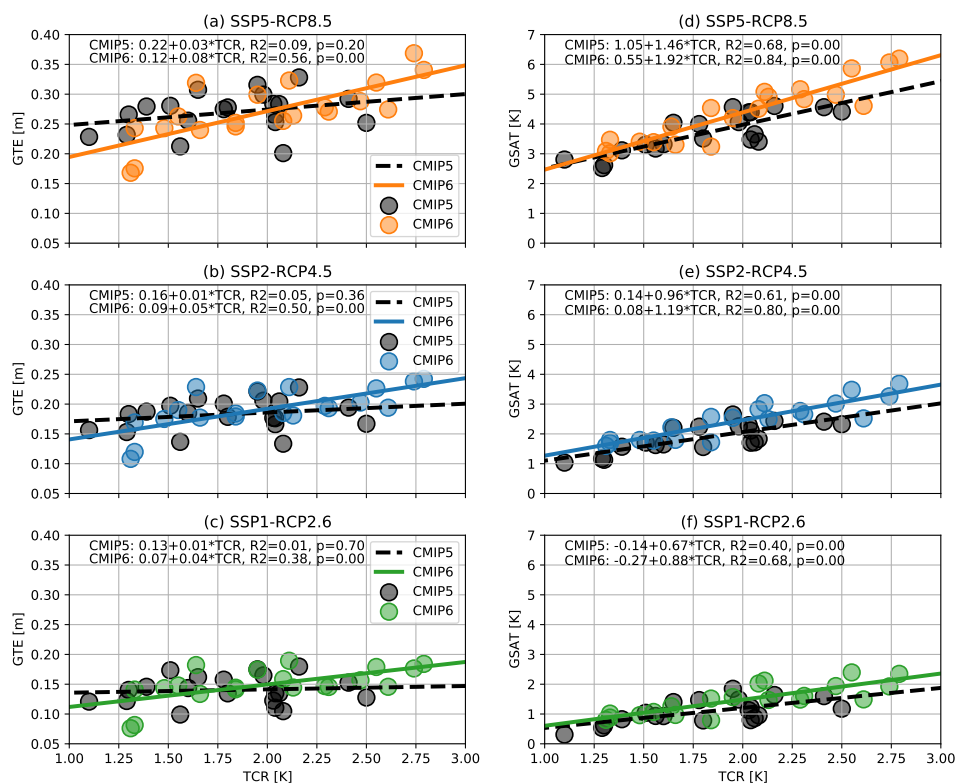 (a) SSP5-RCP8.5
CMIP5: 0.22+0.03*TCR, R2=0.09, p=0.20
CMIP6: 0.12+0.08*TCR, R2=0.56, p=0.00
0.40
0.35
0.30
0.25
0.20
0.15
0.10
0.05
GTE [m]
CMIP5
CMIP6
CMIP5
CMIP6
(d) SSP5-RCP8.5
CMIP5: 1.05+1.46*TCR, R2=0.68, p=0.00
CMIP6: 0.55+1.92*TCR, R2=0.84, p=0.00
7
6
5
4
3
2
1
0
GSAT [K]
(b) SSP2-RCP4.5
CMIP5: 0.16+0.01*TCR, R2=0.05, p=0.36
CMIP6: 0.09+0.05*TCR, R2=0.50, p=0.00
0.40
0.35
0.30
0.25
0.20
0.15
0.10
0.05
GTE [m]
CMIP5
CMIP6
CMIP5
CMIP6
(e) SSP2-RCP4.5
CMIP5: 0.14+0.96*TCR, R2=0.61, p=0.00
CMIP6: 0.08+1.19*TCR, R2=0.80, p=0.00
7
6
5
4
3
2
1
0
GSAT [K]
(c) SSP1-RCP2.6
CMIP5: 0.13+0.01*TCR, R2=0.01, p=0.70
CMIP6: 0.07+0.04*TCR, R2=0.38, p=0.00
0.40
0.35
0.30
0.25
0.20
0.15
0.10
0.05
GTE [m]
CMIP5
CMIP6
CMIP5
CMIP6
1.00 1.25 1.50 1.75 2.00 2.25 2.50 2.75 3.00
TCR [K]
(f) SSP1-RCP2.6
CMIP5: -0.14+0.67*TCR, R2=0.40, p=0.00
CMIP6: -0.27+0.88*TCR, R2=0.68, p=0.00
7
6
5
4
3
2
1
0
GSAT [K]
1.00 1.25 1.50 1.75 2.00 2.25 2.50 2.75 3.00
TCR [K]